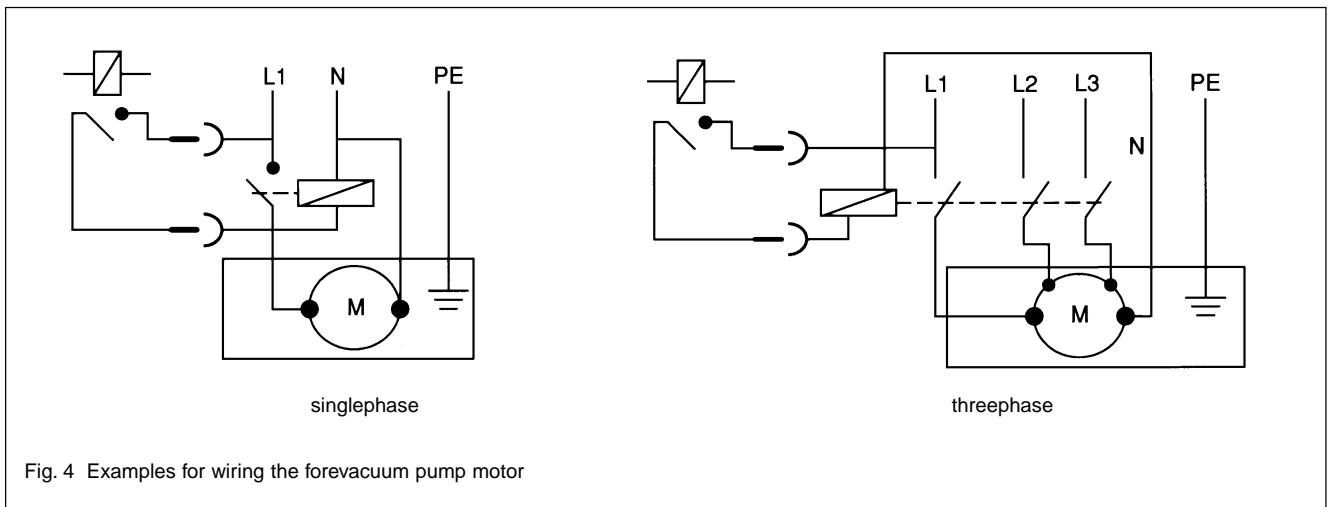 L1 N PE
M
singlephase
L1 L2 L3 PE
N
M
threephase
Fig. 4 Examples for wiring the forevacuum pump motor